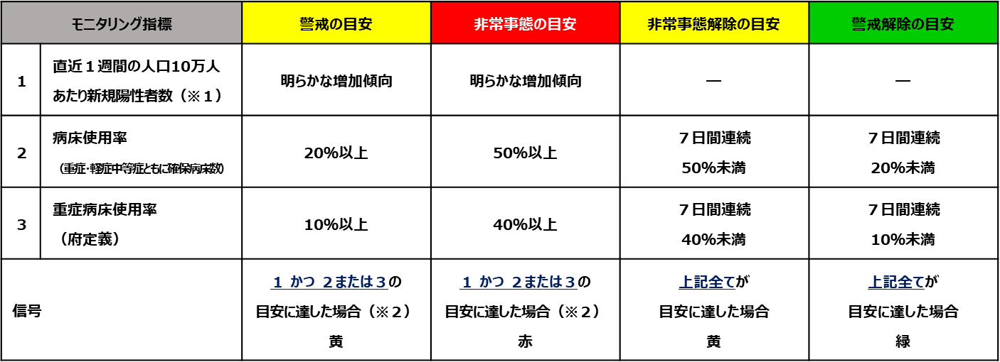 モニタリング指標
警戒の目安
非常事態の目安
非常事態解除の目安
警戒解除の目安
1
直近１週間の人口10万人
あたり新規陽性者数（※１）
明らかな増加傾向
明らかな増加傾向
―
―
2
病床使用率
（重症・軽症中等症ともに確保病床数）
20％以上
50％以上
７日間連続
50％未満
７日間連続
20％未満
3
重症病床使用率
（府定義）
10％以上
40％以上
７日間連続
40％未満
７日間連続
10％未満
信号
１ かつ ２または３の
目安に達した場合（※２）
黄
１ かつ ２または３の
目安に達した場合（※２）
赤
上記全てが
目安に達した場合
黄
上記全てが
目安に達した場合
緑